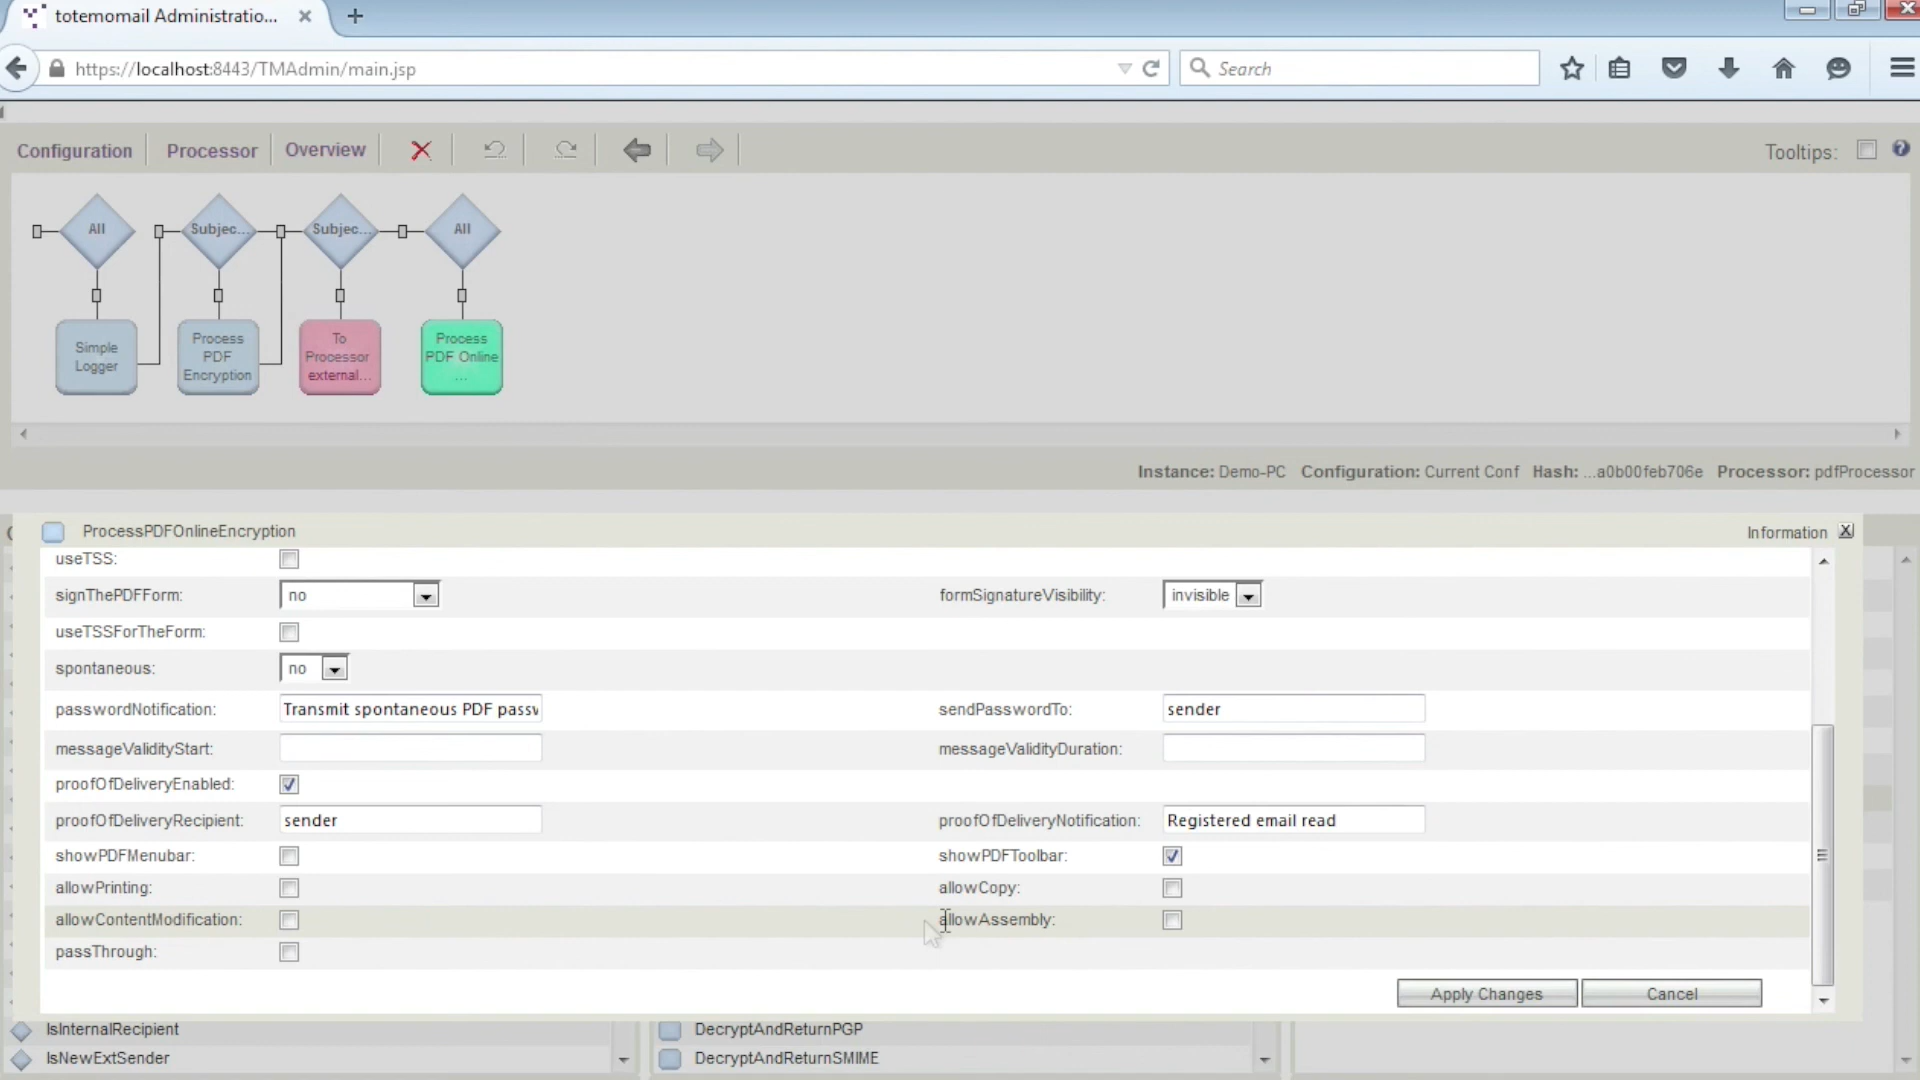 totemomail Administratio...
https://localhost:8443/TMAdmin/main.jsp
Search
Configuration
Processor
Overview
Tooltips:
All
Subjec...
Subjec...
All
Simple
Logger
Process
PDF
Encryption
To
Processor
external...
Process
PDF Online
...
Instance: Demo-PC Configuration: Current Conf Hash: ...a0b00feb706e Processor: pdfProcessor
ProcessPDFOnlineEncryption
Information
useTSS:
signThePDFForm: no
formSignatureVisibility: invisible
useTSSForTheForm:
spontaneous: no
passwordNotification: Transmit spontaneous PDF passw
sendPasswordTo: sender
messageValidityStart:
messageValidityDuration:
proofOfDeliveryEnabled:
proofOfDeliveryRecipient: sender
proofOfDeliveryNotification: Registered email read
showPDFMenubar:
showPDFToolbar:
allowPrinting:
allowCopy:
allowContentModification:
allowAssembly:
passThrough:
Apply Changes
Cancel
IsInternalRecipient
DecryptAndReturnPGP
IsNewExtSender
DecryptAndReturnSMIME